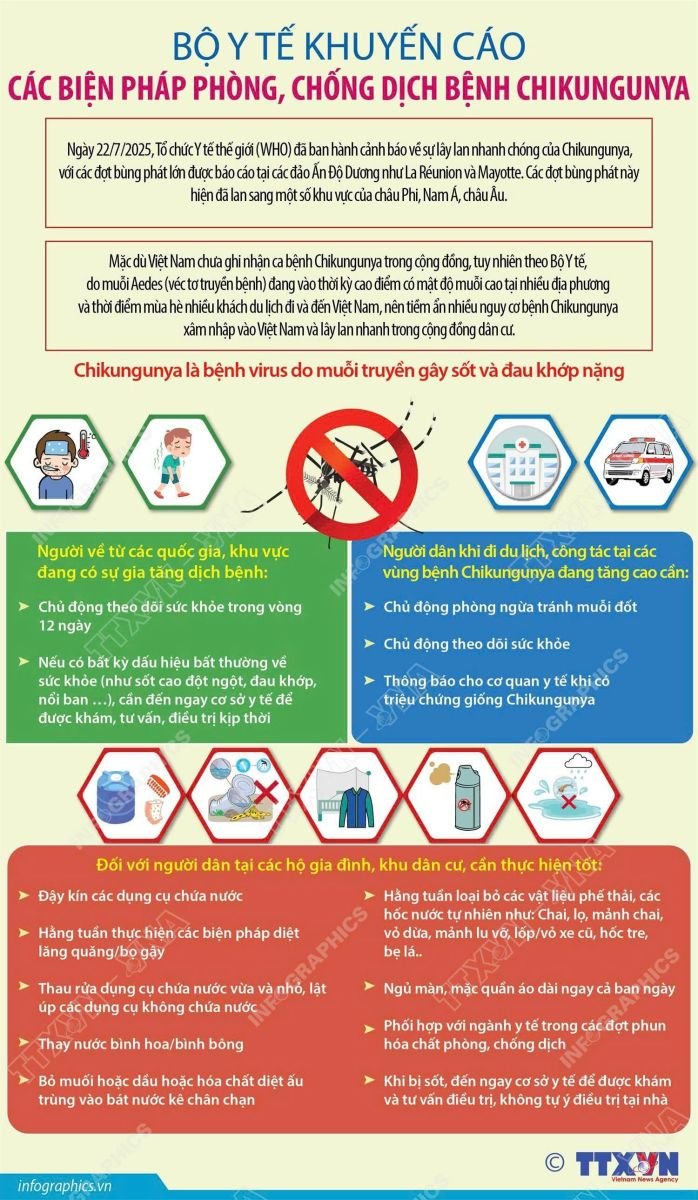 BỘ Y TẾ KHUYẾN CÁO
CÁC BIỆN PHÁP PHÒNG, CHỐNG DỊCH BỆNH CHIKUNGUNYA
Ngày 22/7/2025, Tổ chức Y tế thế giới (WHO) đã ban hành cảnh báo về sự lây lan nhanh chóng của Chikungunya,
với các đợt bùng phát lớn được báo cáo tại các đảo Ấn Độ Dương như La Réunion và Mayotte. Các đợt bùng phát này
hiện đã lan sang một số khu vực của châu Phi, Nam Á, châu Âu.
Mặc dù Việt Nam chưa ghi nhận ca bệnh Chikungunya trong cộng đồng, tuy nhiên theo Bộ Y tế,
do muỗi Aedes (véc tơ truyền bệnh) đang vào thời kỳ cao điểm có mật độ muỗi cao tại nhiều địa phương
và thời điểm mùa hè nhiều khách du lịch đi và đến Việt Nam, nên tiềm ẩn nhiều nguy cơ bệnh Chikungunya
xâm nhập vào Việt Nam và lây lan nhanh trong cộng đồng dân cư.
Chikungunya là bệnh virus do muỗi truyền gây sốt và đau khớp nặng
Người về từ các quốc gia, khu vực
đang có sự gia tăng dịch bệnh:
Chủ động theo dõi sức khỏe trong vòng
12 ngày
Nếu có bất kỳ dấu hiệu bất thường về
sức khỏe (như sốt cao đột ngột, đau khớp,
nổi ban ...), cần đến ngay cơ sở y tế để
được khám, tư vấn, điều trị kịp thời
Người dân khi đi du lịch, công tác tại các
vùng bệnh Chikungunya đang tăng cao cần:
Chủ động phòng ngừa tránh muỗi đốt
Chủ động theo dõi sức khỏe
Thông báo cho cơ quan y tế khi có
triệu chứng giống Chikungunya
Đối với người dân tại các hộ gia đình, khu dân cư, cần thực hiện tốt:
Đậy kín các dụng cụ chứa nước
Hằng tuần thực hiện các biện pháp diệt
lăng quăng/bọ gậy
Thau rửa dụng cụ chứa nước vừa và nhỏ, lật
úp các dụng cụ không chứa nước
Thay nước bình hoa/bình bông
Bỏ muối hoặc dầu hoặc hóa chất diệt ấu
trùng vào bát nước kê chân chạn
Hằng tuần loại bỏ các vật liệu phế thải, các
hốc nước tự nhiên như: Chai, lọ, mảnh chai,
vỏ dừa, mảnh lu vỡ, lốp/vỏ xe cũ, hốc tre,
bẹ lá..
Ngủ màn, mặc quần áo dài ngay cả ban ngày
Phối hợp với ngành y tế trong các đợt phun
hóa chất phòng, chống dịch
Khi bị sốt, đến ngay cơ sở y tế để được khám
và tư vấn điều trị, không tự ý điều trị tại nhà
infographics.vn
© TTXVN
Vietnam News Agency